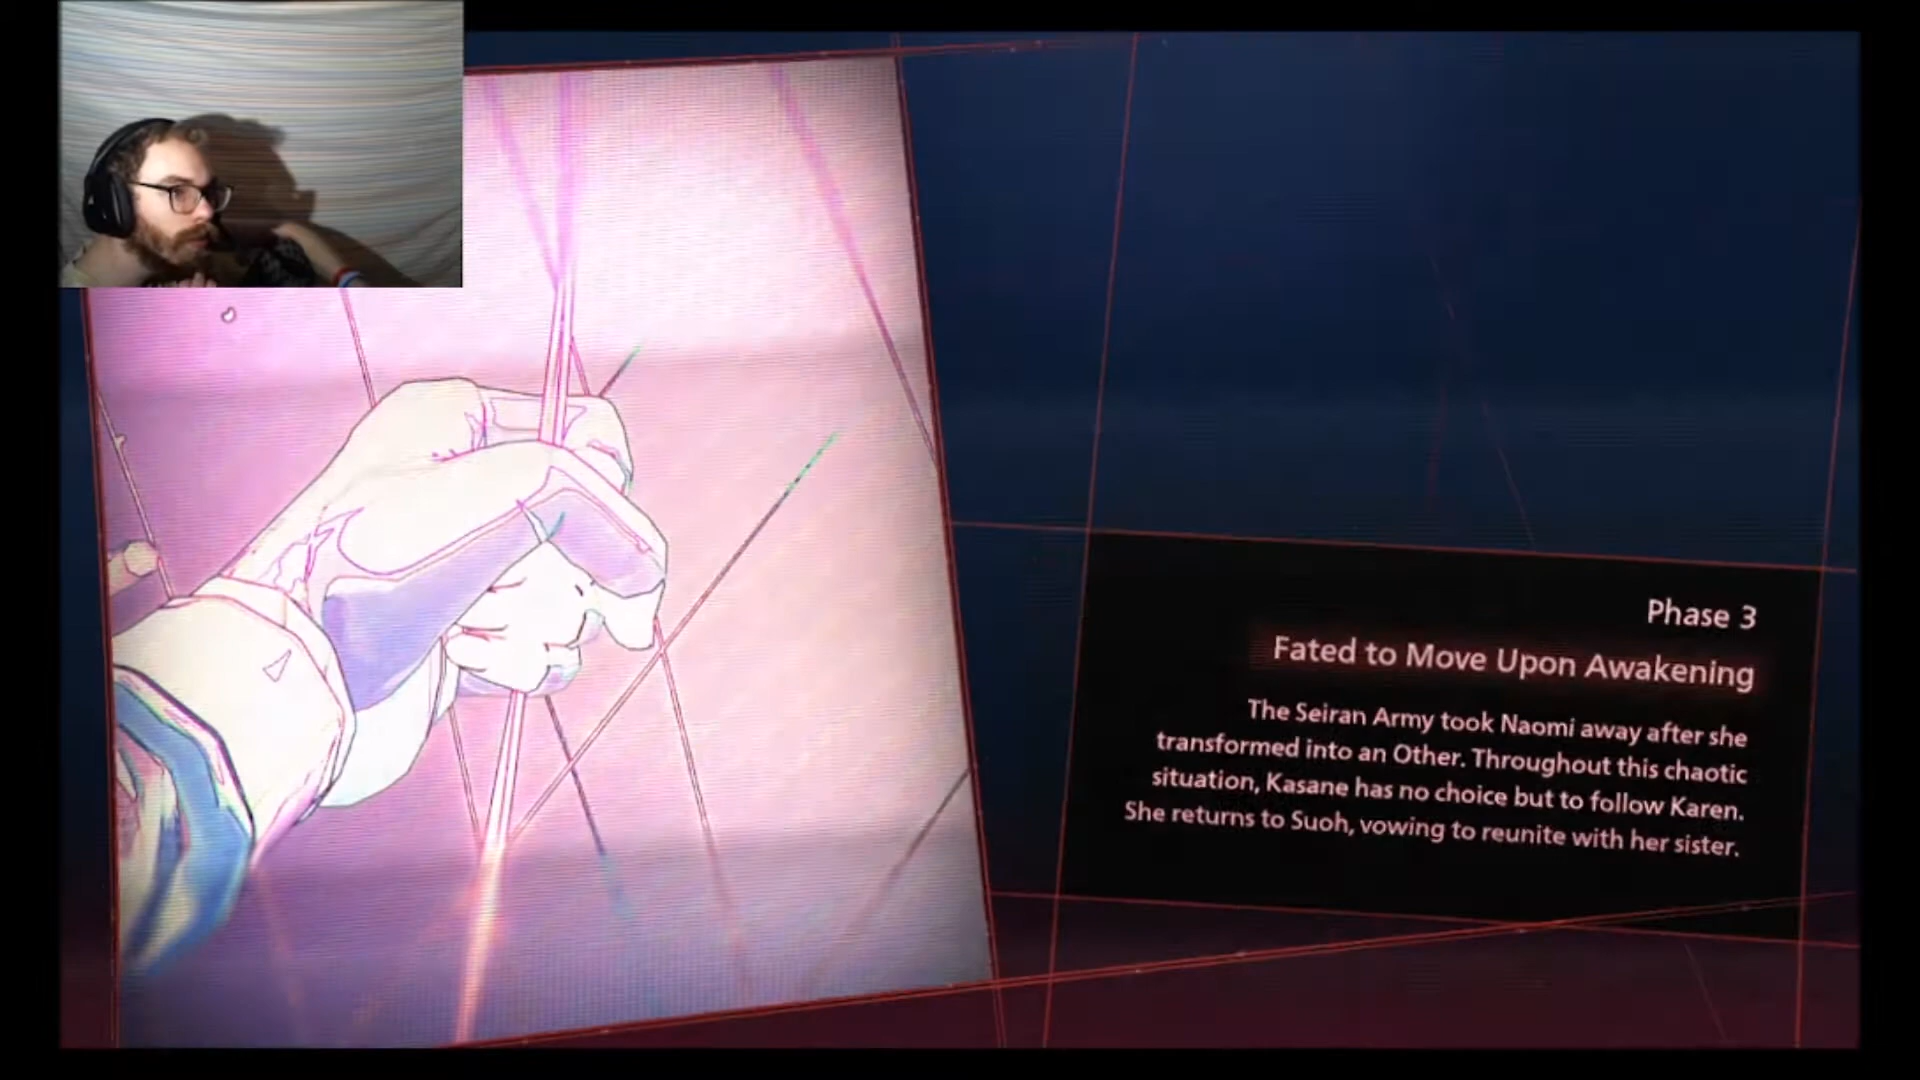 Phase 3
Fated to Move Upon Awakening
The Seiran Army took Naomi away after she
transformed into an Other. Throughout this chaotic
situation, Kasane has no choice but to follow Karen.
She returns to Suoh, vowing to reunite with her sister.